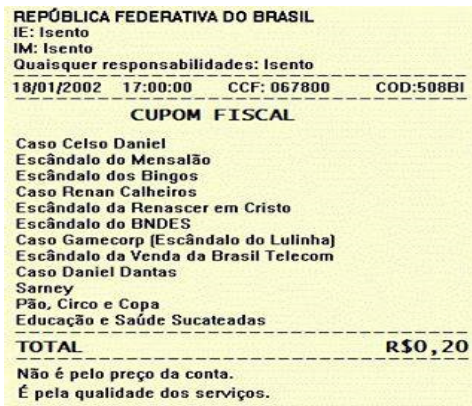 REPÚBLICA FEDERATIVA DO BRASIL
IE: Isento
IM: Isento
Quaisquer responsabilidades: Isento
18/01/2002 17:00:00 CCF: 067800 COD:508BI
CUPOM FISCAL
Caso Celso Daniel
Escândalo do Mensalão
Escândalo dos Bingos
Caso Renan Calheiros
Escândalo da Renascer em Cristo
Escândalo do BNDES
Caso Gamecorp (Escândalo do Lulinha)
Escândalo da Venda da Brasil Telecom
Caso Daniel Dantas
Sarney
Pão, Circo e Copa
Educação e Saúde Sucateadas
TOTAL R$0,20
Não é pelo preço da conta.
É pela qualidade dos serviços.